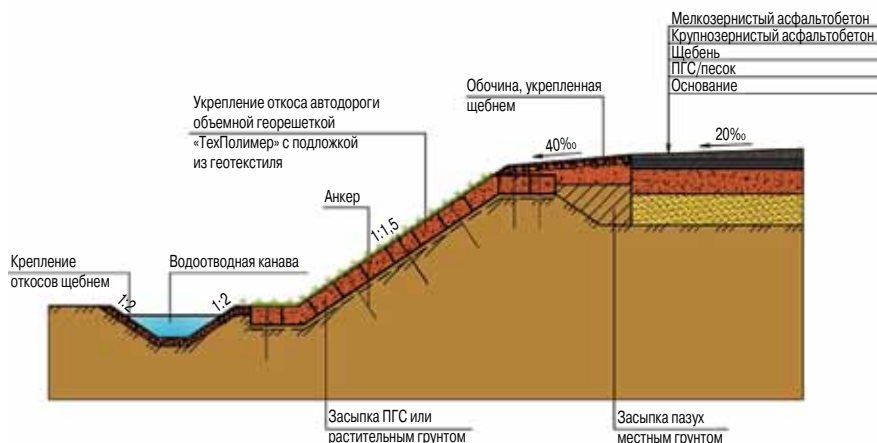 Мелкозернистый асфальтобетон
Крупнозернистый асфальтобетон
Щебень
ПГС/песок
Основание
Обочина, укрепленная
щебнем
Укрепление откоса автодороги
объемной георешеткой
«ТехПолимер» с подложкой
из геотекстиля
40‰
20‰
Анкер
1:1,5
Крепление
откосов щебнем
Водоотводная канава
1:2
1:2
Засыпка ПГС или
растительным грунтом
Засыпка пазух
местным грунтом